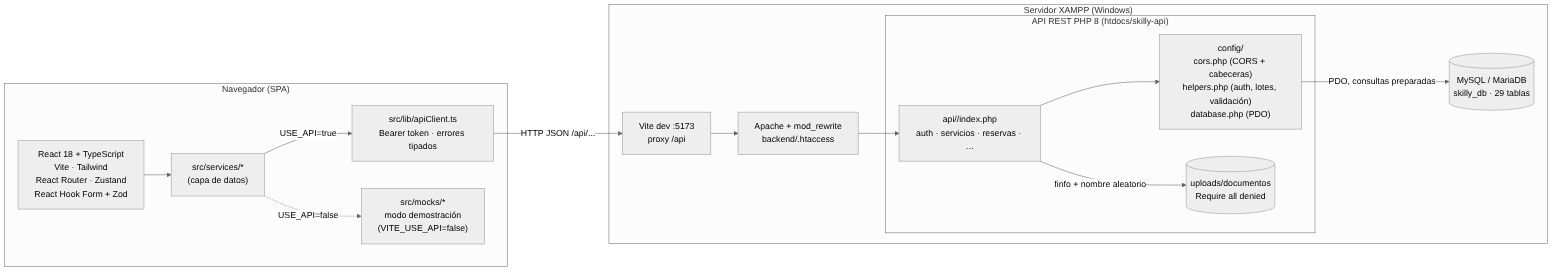 Navegador (SPA)
React 18 + TypeScript
Vite · Tailwind
React Router · Zustand
React Hook Form + Zod
src/services/*
(capa de datos)
USE_API=true
src/lib/apiClient.ts
Bearer token · errores
tipados
USE_API=false
src/mocks/*
modo demostración
(VITE_USE_API=false)
HTTP JSON /api/...
Servidor XAMPP (Windows)
Vite dev :5173
proxy /api
Apache + mod_rewrite
backend/.htaccess
API REST PHP 8 (htdocs/skilly-api)
api//index.php
auth · servicios · reservas ·
…
config/
cors.php (CORS +
cabeceras)
helpers.php (auth, lotes,
validación)
database.php (PDO)
finfo + nombre aleatorio
uploads/documentos
Require all denied
PDO, consultas preparadas
MySQL / MariaDB
skilly_db · 29 tablas